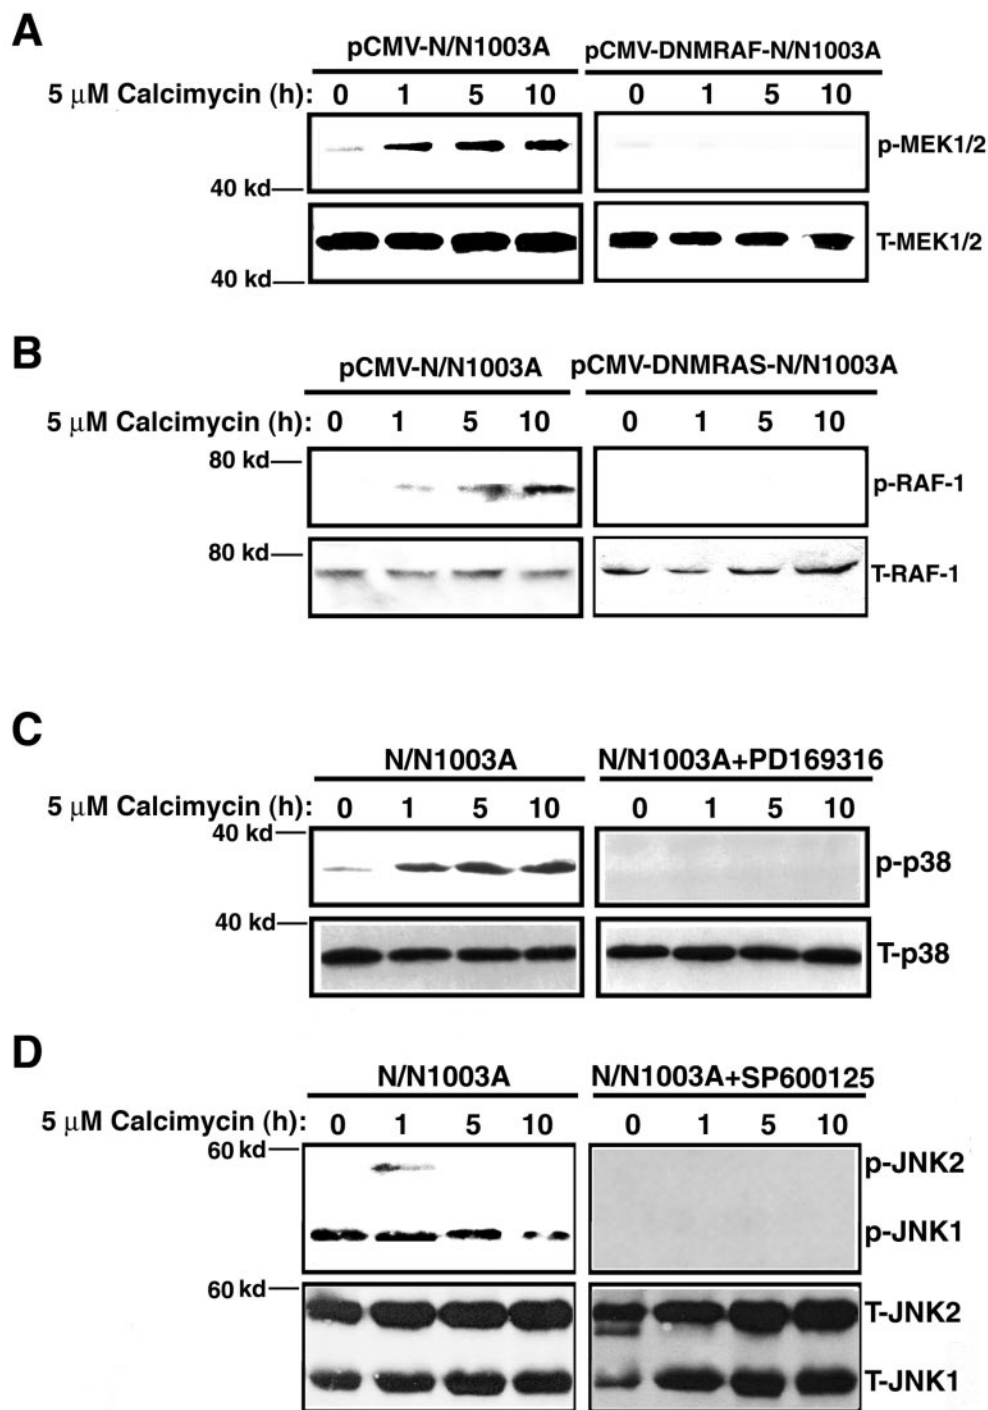 A
pCMV-N/N1003A pCMV-DNMRAF-N/N1003A
5 μM Calcimycin (h): 0 1 5 10 0 1 5 10
p-MEK1/2
40 kd
T-MEK1/2
40 kd
B
pCMV-N/N1003A pCMV-DNMRAS-N/N1003A
5 μM Calcimycin (h): 0 1 5 10 0 1 5 10
80 kd
p-RAF-1
80 kd
T-RAF-1
C
N/N1003A N/N1003A+PD169316
5 μM Calcimycin (h): 0 1 5 10 0 1 5 10
40 kd
p-p38
40 kd
T-p38
D
N/N1003A N/N1003A+SP600125
5 μM Calcimycin (h): 0 1 5 10 0 1 5 10
60 kd
p-JNK2
p-JNK1
60 kd
T-JNK2
T-JNK1